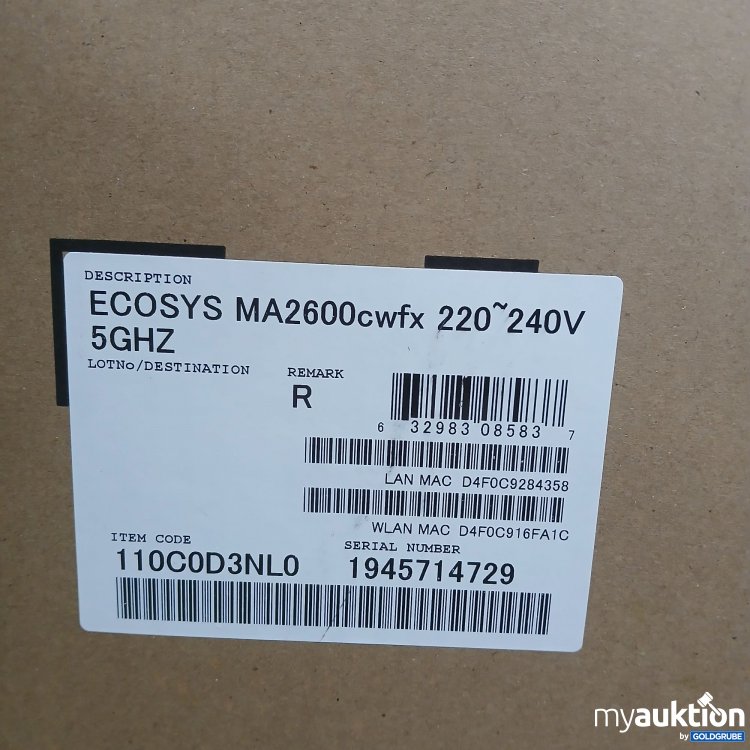 DESCRIPTION
ECOSYS MA2600cwfx 220~240V
5GHZ
LOTNo/DESTINATION
REMARK
R
6 32983 08583 7
LAN MAC D4F0C9284358
WLAN MAC D4F0C916FA1C
ITEM CODE
110C0D3NL0
SERIAL NUMBER
1945714729
myauktion
by GOLDGRUBE